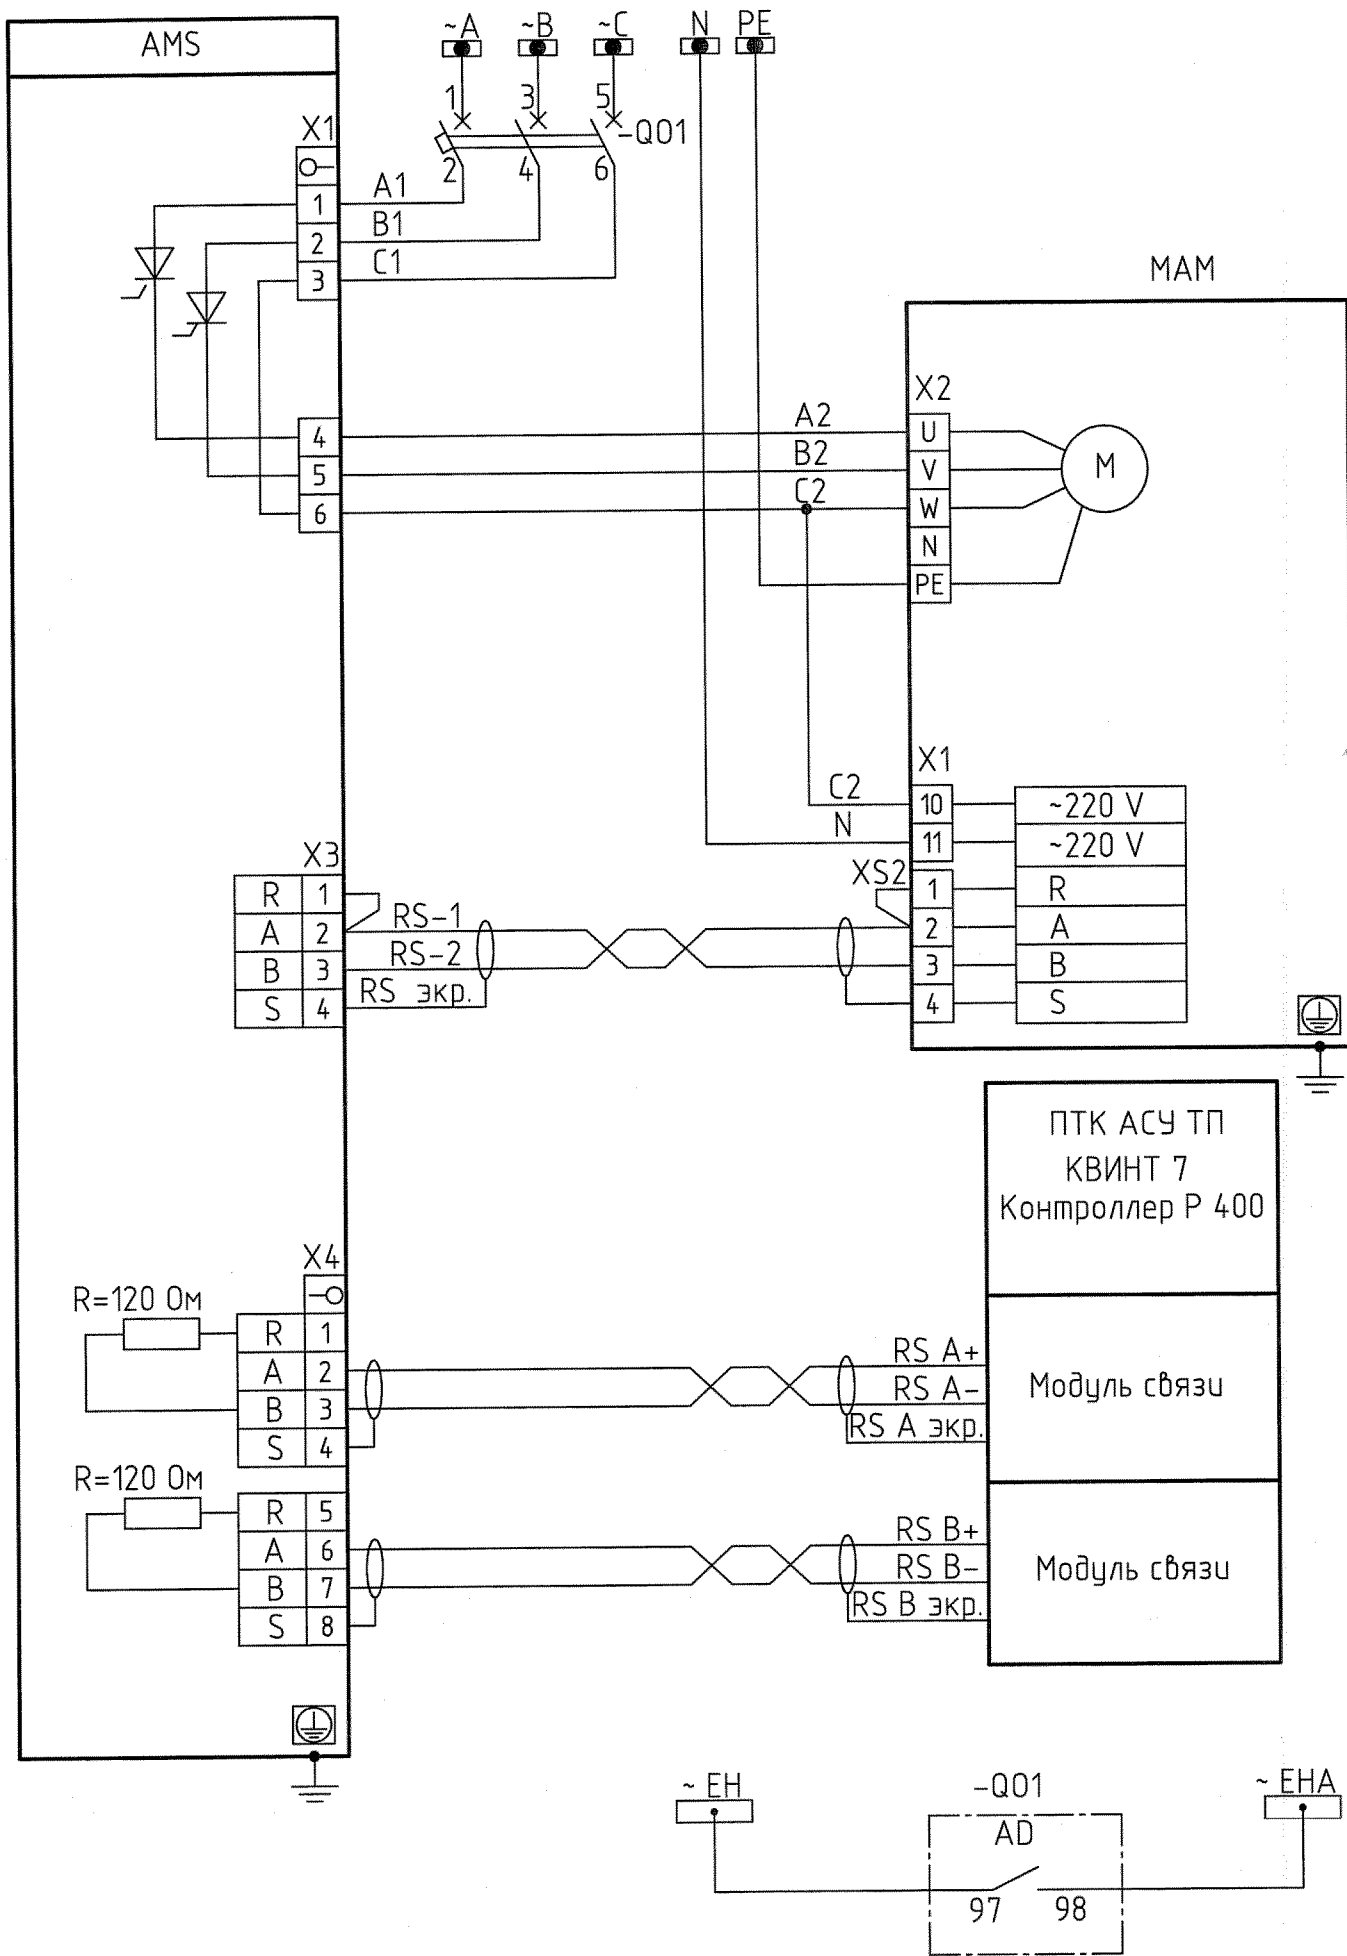 AMS
~A
~B
~C
N
PE
1
3
5
-Q01
2
4
6
X1
1
2
3
A1
B1
C1
4
5
6
A2
B2
C2
MAM
X2
U
V
W
N
PE
M
X1
C2
10
~220 V
N
11
~220 V
XS2
1
R
2
A
3
B
4
S
X3
R
1
A
2
B
3
S
4
RS-1
RS-2
RS экр.
ПТК АСУ ТП
КВИНТ 7
Контроллер Р 400
X4
R=120 Ом
R
1
A
2
B
3
S
4
RS A+
RS A-
RS A экр.
Модуль связи
R=120 Ом
R
5
A
6
B
7
S
8
RS B+
RS B-
RS B экр.
Модуль связи
~ EH
-Q01
~ EHA
AD
97
98